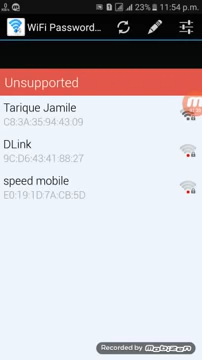 23% 11:54 p.m.
WiFi Password...
Unsupported
Tarique Jamile
C8:3A:35:94:43:09
DLink
9C:D6:43:41:88:27
speed mobile
E0:19:1D:7A:CB:5D
Recorded by mobizen